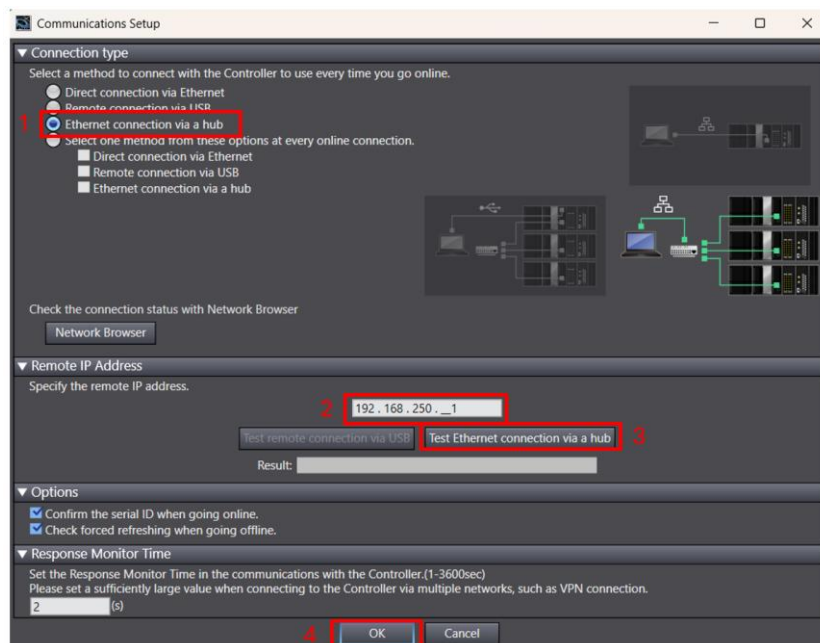 Communications Setup
▼ Connection type
Select a method to connect with the Controller to use every time you go online.
Direct connection via Ethernet
Remote connection via USB
1 Ethernet connection via a hub
Select one method from these options at every online connection.
Direct connection via Ethernet
Remote connection via USB
Ethernet connection via a hub
Check the connection status with Network Browser
Network Browser
▼ Remote IP Address
Specify the remote IP address.
2 192 . 168 . 250 . __1
Test remote connection via USB Test Ethernet connection via a hub 3
Result:
▼ Options
Confirm the serial ID when going online.
Check forced refreshing when going offline.
▼ Response Monitor Time
Set the Response Monitor Time in the communications with the Controller.(1-3600sec)
Please set a sufficiently large value when connecting to the Controller via multiple networks, such as VPN connection.
2 (s)
4 OK Cancel